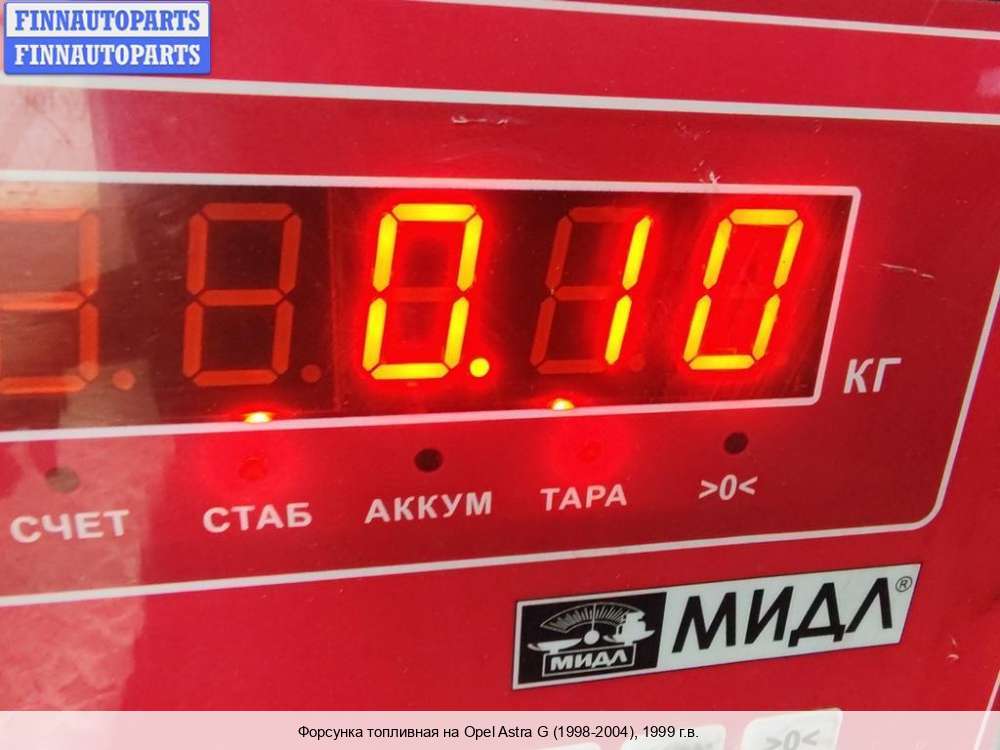 FINNAUTOPARTS
FINNAUTOPARTS
0.10
КГ
СЧЕТ СТАБ АККУМ ТАРА >0<
МИДЛ МИДЛ®
>0<
Форсунка топливная на Opel Astra G (1998-2004), 1999 г.в.